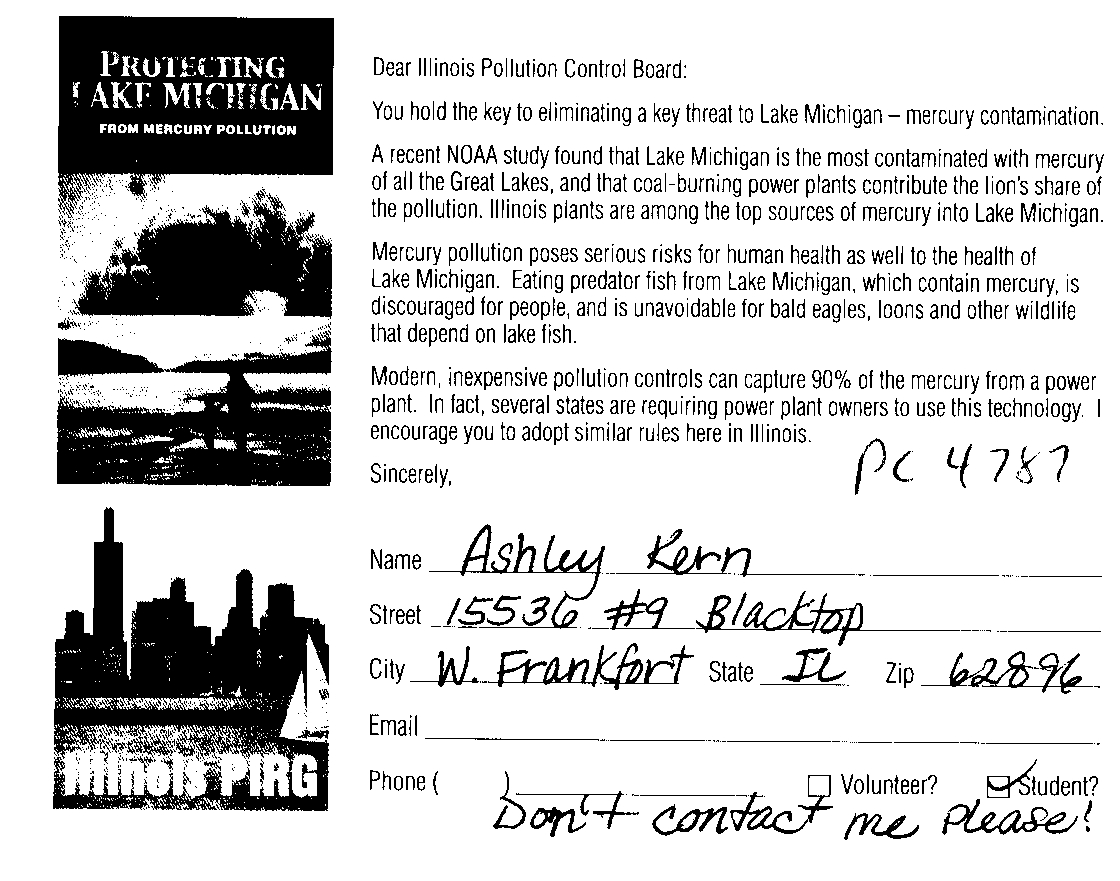 PROTECTING
LAKE MICHIGAN
FROM MERCURY POLLUTION
Illinois PIRG
Dear Illinois Pollution Control Board:
You hold the key to eliminating a key threat to Lake Michigan – mercury contamination.
A recent NOAA study found that Lake Michigan is the most contaminated with mercury
of all the Great Lakes, and that coal-burning power plants contribute the lion's share of
the pollution. Illinois plants are among the top sources of mercury into Lake Michigan.
Mercury pollution poses serious risks for human health as well to the health of
Lake Michigan. Eating predator fish from Lake Michigan, which contain mercury, is
discouraged for people, and is unavoidable for bald eagles, loons and other wildlife
that depend on lake fish.
Modern, inexpensive pollution controls can capture 90% of the mercury from a power
plant. In fact, several states are requiring power plant owners to use this technology. I
encourage you to adopt similar rules here in Illinois.
Sincerely,
PC 4787
Name Ashley Kern
Street 15536 #9 Blacktop
City W. Frankfort State IL Zip 62896
Email
Phone ( ) Volunteer? Student?
Don't contact me please!